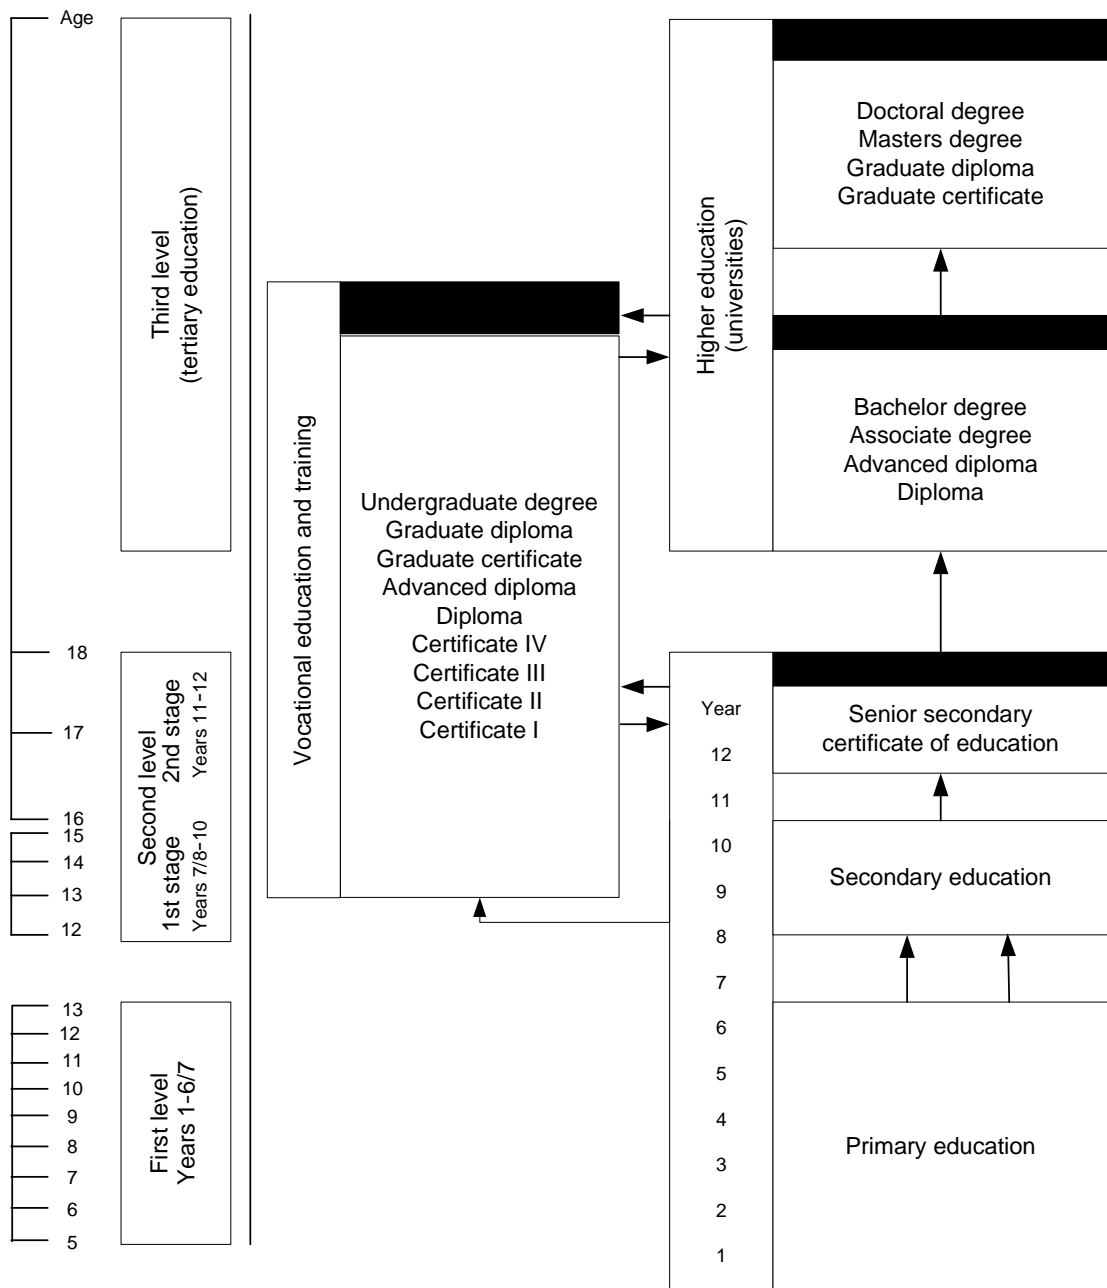 Age
18
17
16
15
14
13
12
13
12
11
10
9
8
7
6
5
Third level
(tertiary education)
Second level
1st stage 2nd stage
Years 7/8-10 Years 11-12
First level
Years 1-6/7
Vocational education and training
Undergraduate degree
Graduate diploma
Graduate certificate
Advanced diploma
Diploma
Certificate IV
Certificate III
Certificate II
Certificate I
Higher education
(universities)
Doctoral degree
Masters degree
Graduate diploma
Graduate certificate
Bachelor degree
Associate degree
Advanced diploma
Diploma
Year
12
11
10
9
8
7
6
5
4
3
2
1
Senior secondary
certificate of education
Secondary education
Primary education